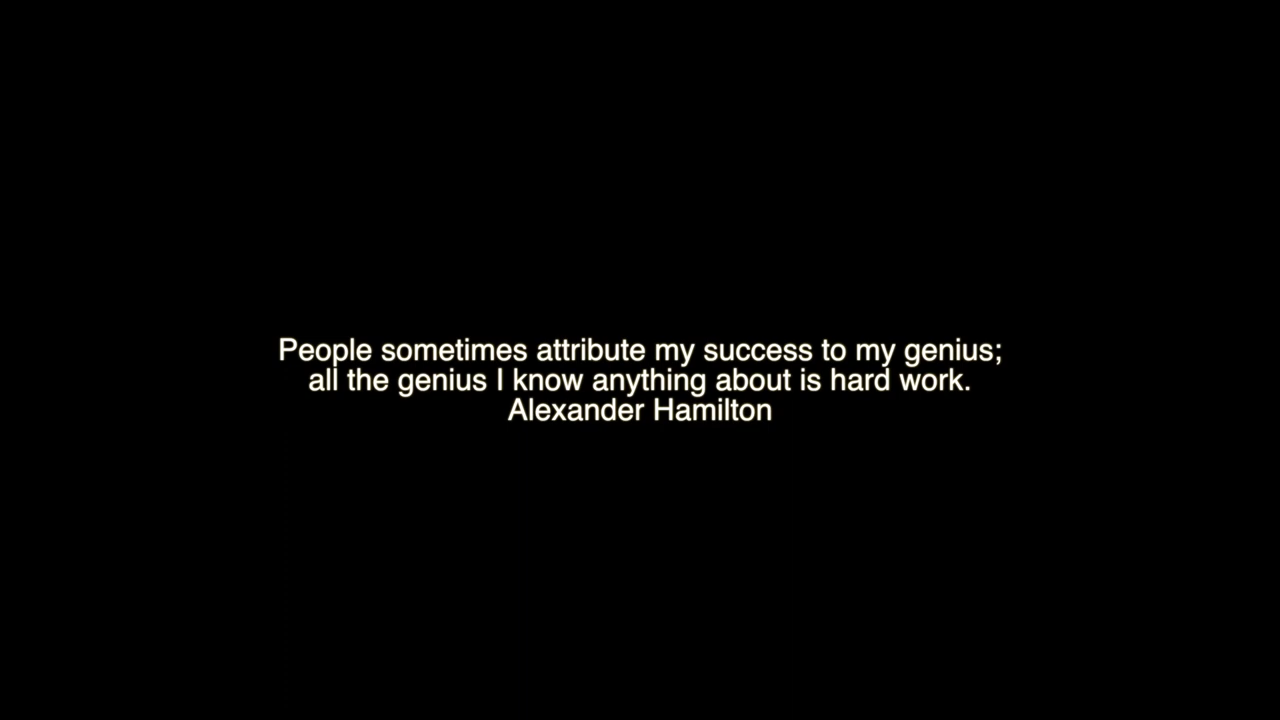 People sometimes attribute my success to my genius;
all the genius I know anything about is hard work.
Alexander Hamilton